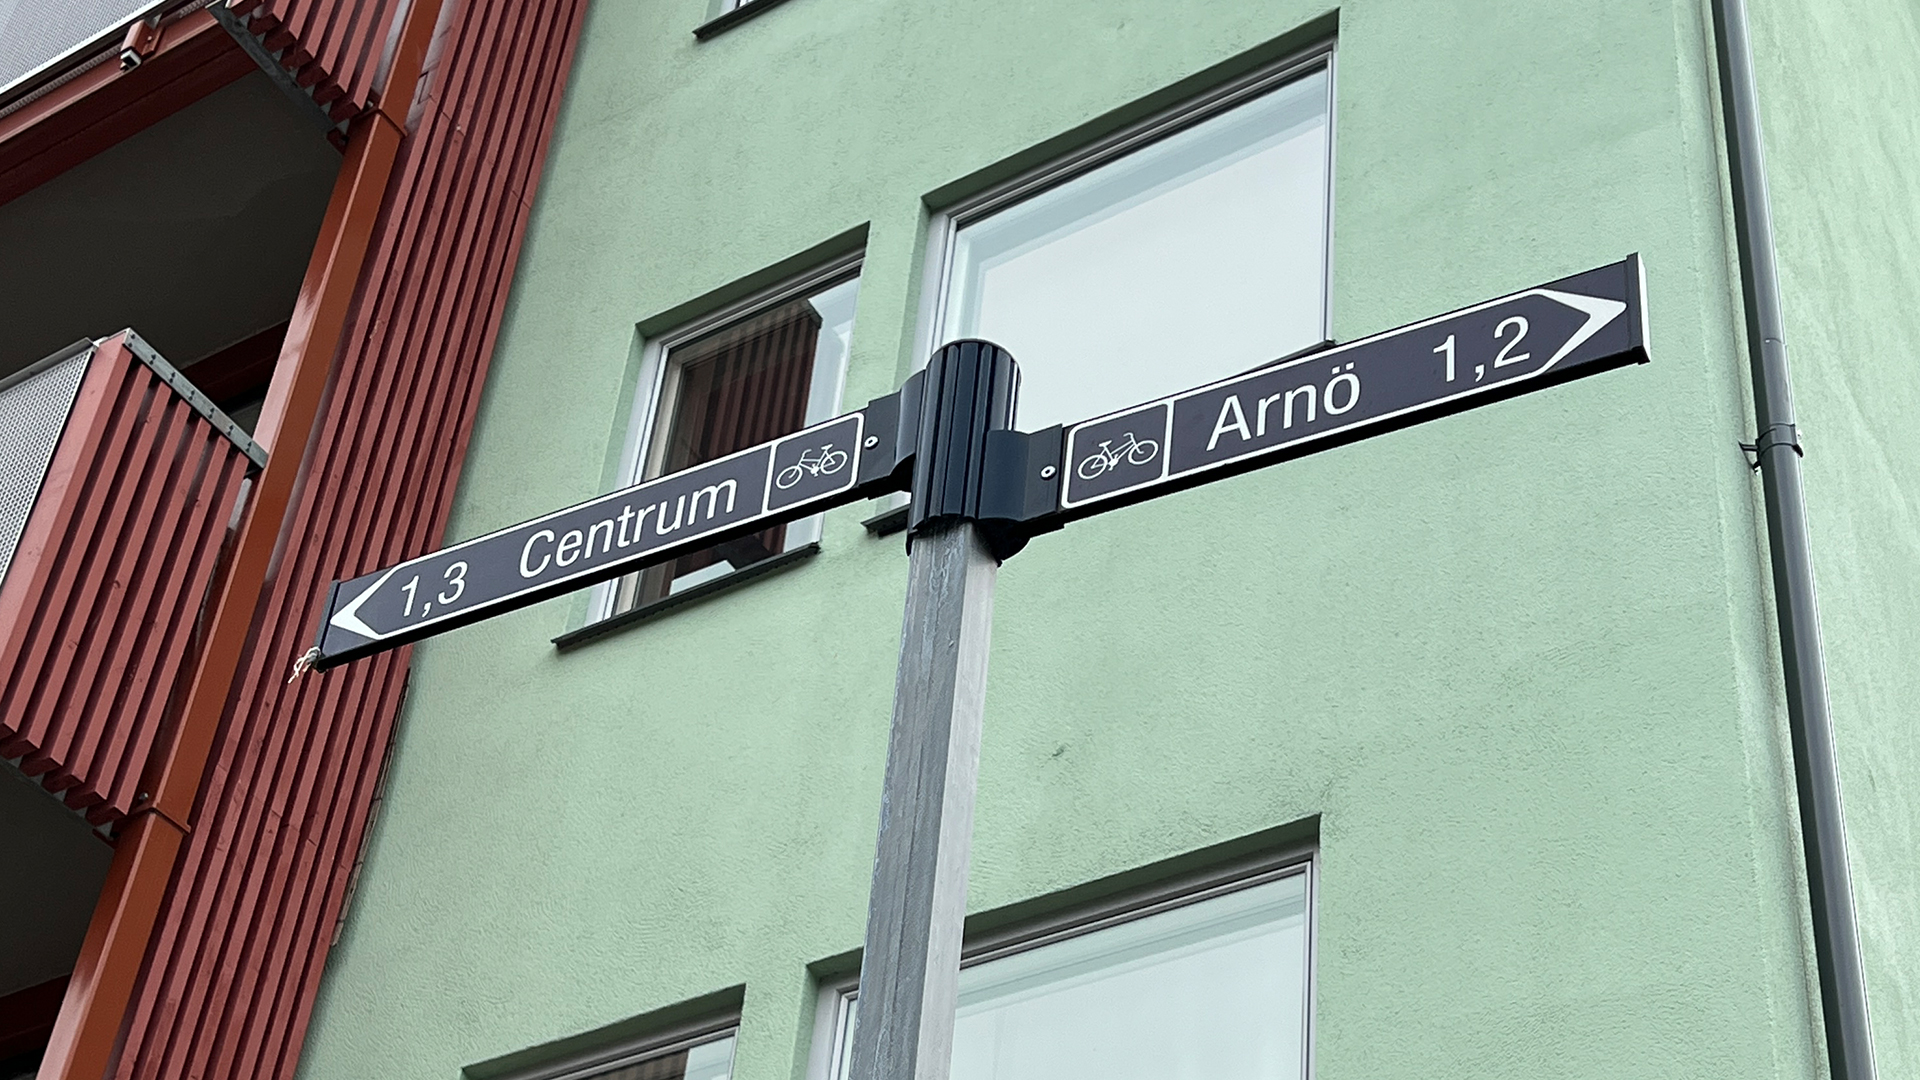 1,3 Centrum
Arnö 1,2